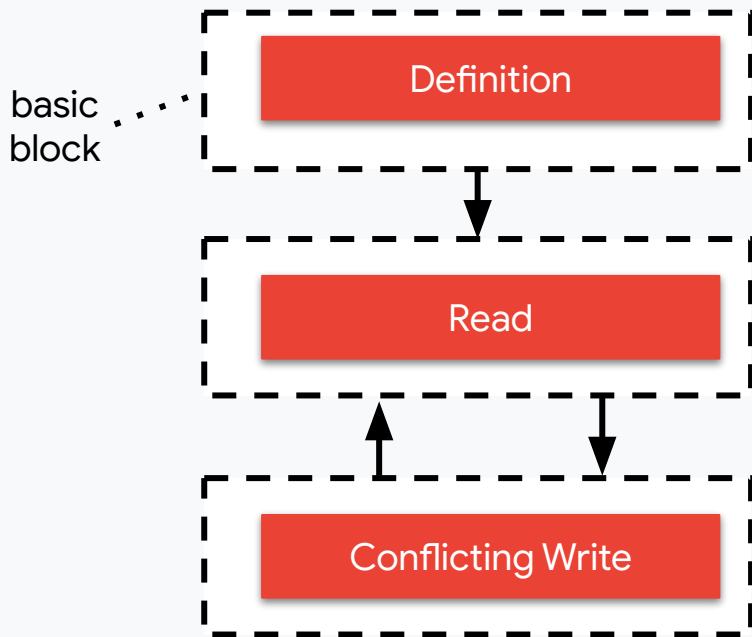 Definition
basic
block
Read
Conflicting Write